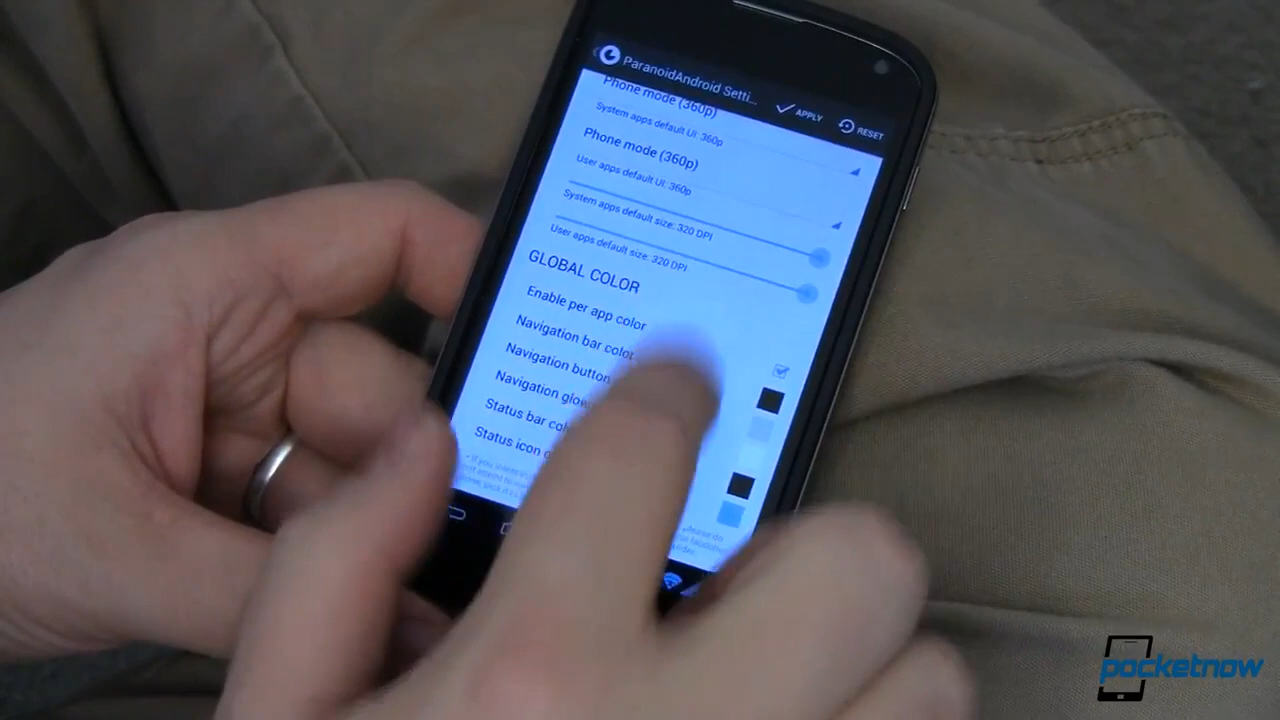 ParanoidAndroid Setti...
APPLY
RESET
Phone mode (360p)
System apps default UI: 360p
Phone mode (360p)
User apps default UI: 360p
System apps default size: 320 DPI
User apps default size: 320 DPI
GLOBAL COLOR
Enable per app color
Navigation bar color
Navigation button
Navigation glow
Status bar
Status icon
pocketnow